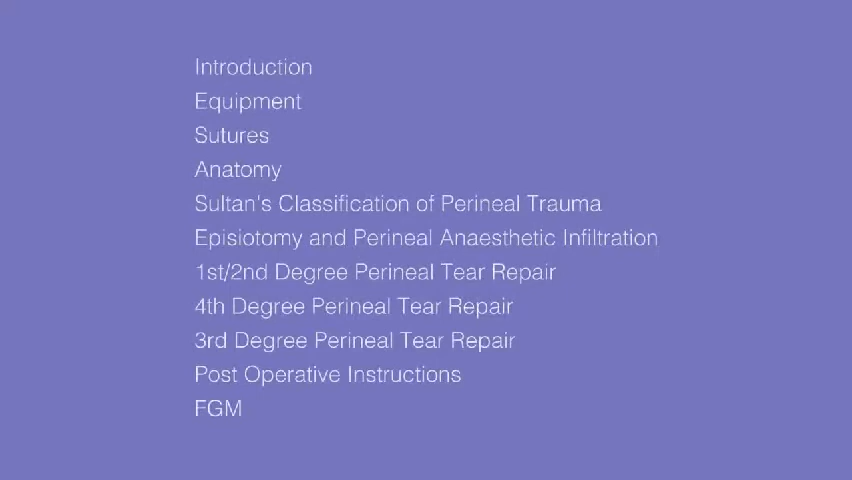 Introduction
Equipment
Sutures
Anatomy
Sultan's Classification of Perineal Trauma
Episiotomy and Perineal Anaesthetic Infiltration
1st/2nd Degree Perineal Tear Repair
4th Degree Perineal Tear Repair
3rd Degree Perineal Tear Repair
Post Operative Instructions
FGM